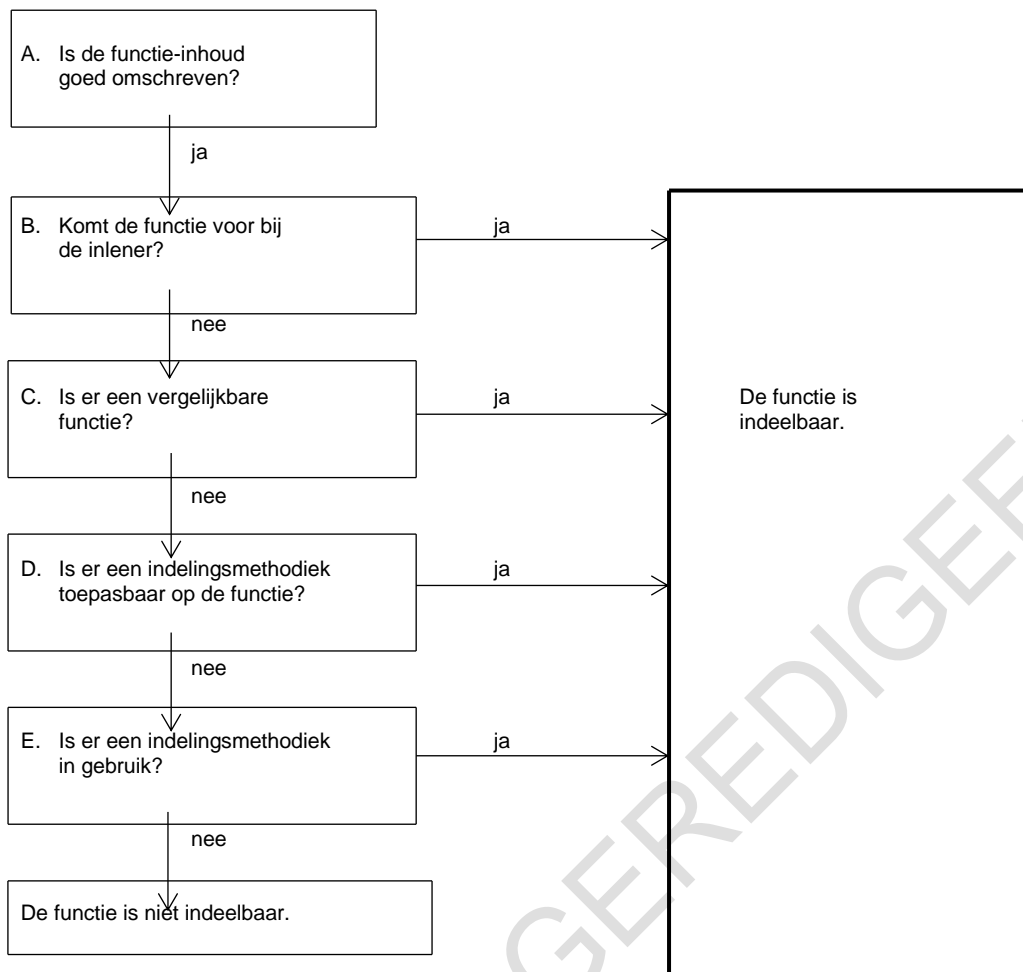 A. Is de functie-inhoud
goed omschreven?
ja
B. Komt de functie voor bij
de inlener?
ja
nee
C. Is er een vergelijkbare
functie?
ja
De functie is
indeelbaar.
nee
D. Is er een indelingsmethodiek
toepasbaar op de functie?
ja
nee
E. Is er een indelingsmethodiek
in gebruik?
ja
nee
De functie is niet indeelbaar.